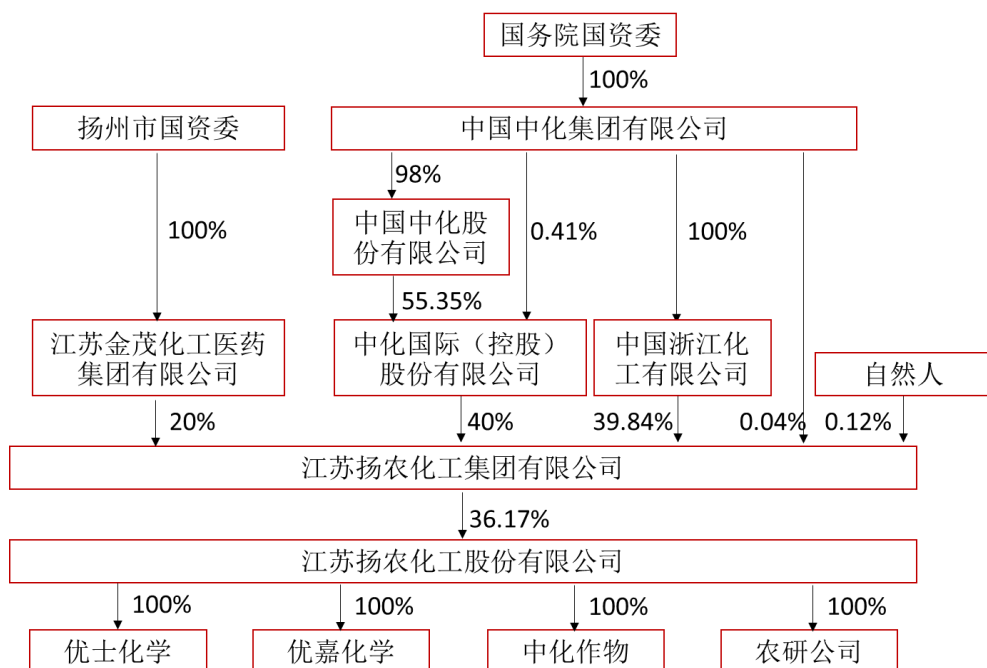 国务院国资委
100%
扬州市国资委
中国中化集团有限公司
98%
中国中化股
份有限公司
100%
0.41%
100%
55.35%
江苏金茂化工医药
集团有限公司
中化国际（控股）
股份有限公司
中国浙江化
工有限公司
自然人
20%
40%
39.84%
0.04%
0.12%
江苏扬农化工集团有限公司
36.17%
江苏扬农化工股份有限公司
100%
100%
100%
100%
优士化学
优嘉化学
中化作物
农研公司